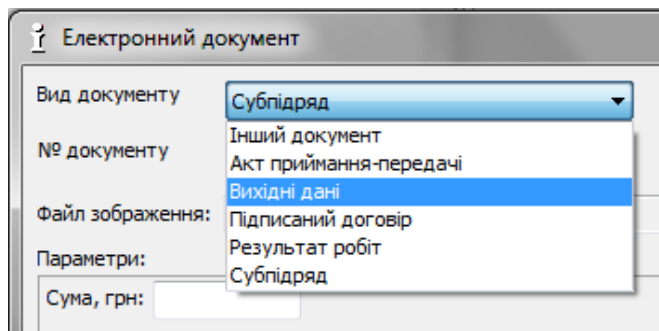 Електронний документ
Вид документу
Субпідряд
Інший документ
№ документу
Акт приймання-передачі
Вихідні дані
Файл зображення:
Підписаний договір
Результат робіт
Параметри:
Субпідряд
Сума, грн: